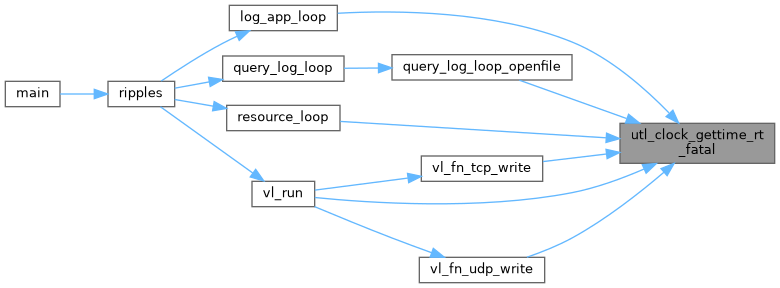 log_app_loop
query_log_loop
query_log_loop_openfile
main
ripples
resource_loop
utl_clock_gettime_rt
_fatal
vl_fn_tcp_write
vl_run
vl_fn_udp_write